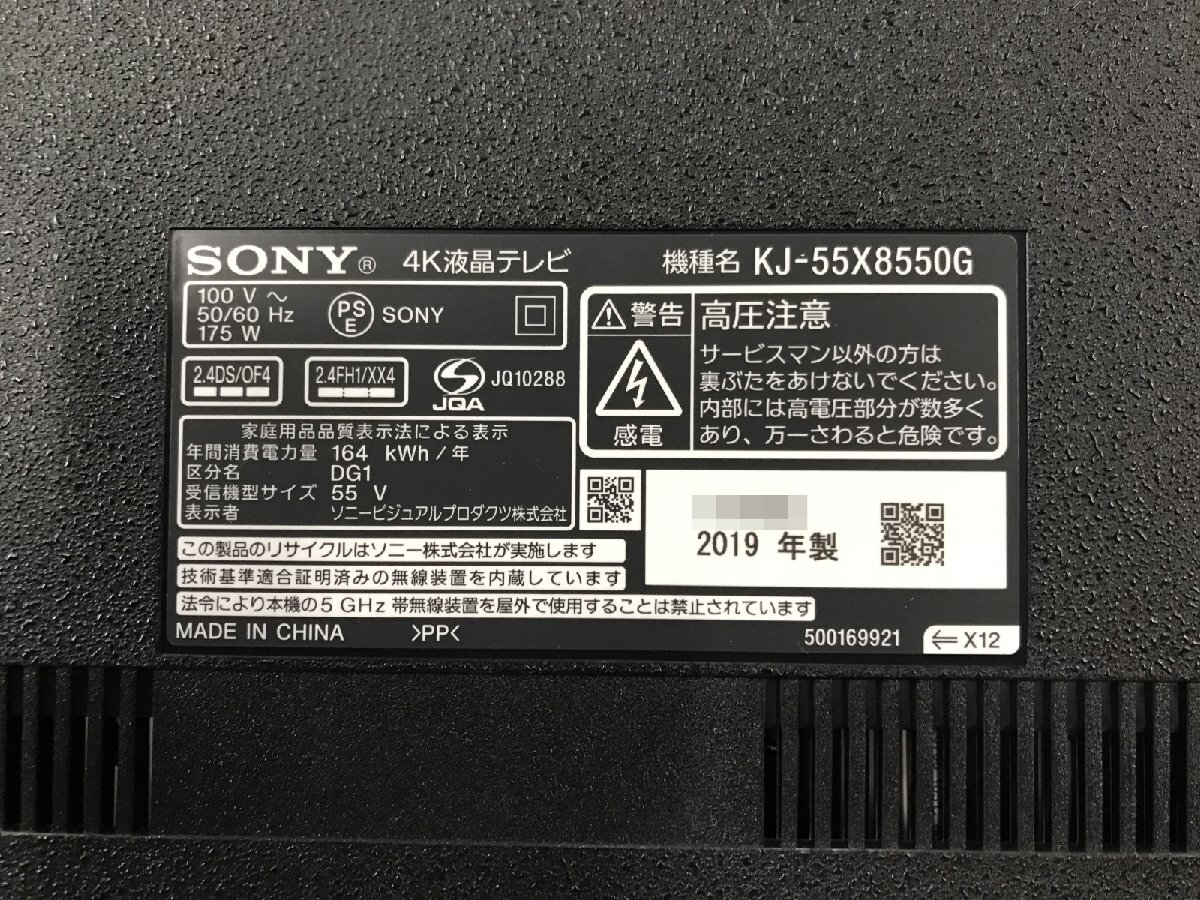 SONY® 4K液晶テレビ 機種名 KJ-55X8550G
100 V ～
50/60 Hz
175 W
PSE SONY
2.4DS/OF4 2.4FH1/XX4 JQA JQ10288
警告 高圧注意
サービスマン以外の方は
裏ぶたをあけないでください。
内部には高電圧部分が数多く
あり、万一さわると危険です。
感電
家庭用品品質表示法による表示
年間消費電力量 164 kWh/年
区分名 DG1
受信機型サイズ 55 V
表示者 ソニービジュアルプロダクツ株式会社
2019 年製
この製品のリサイクルはソニー株式会社が実施します
技術基準適合証明済みの無線装置を内蔵しています
法令により本機の5 GHz 帯無線装置を屋外で使用することは禁止されています
MADE IN CHINA >PP< 500169921 ⇐ X12